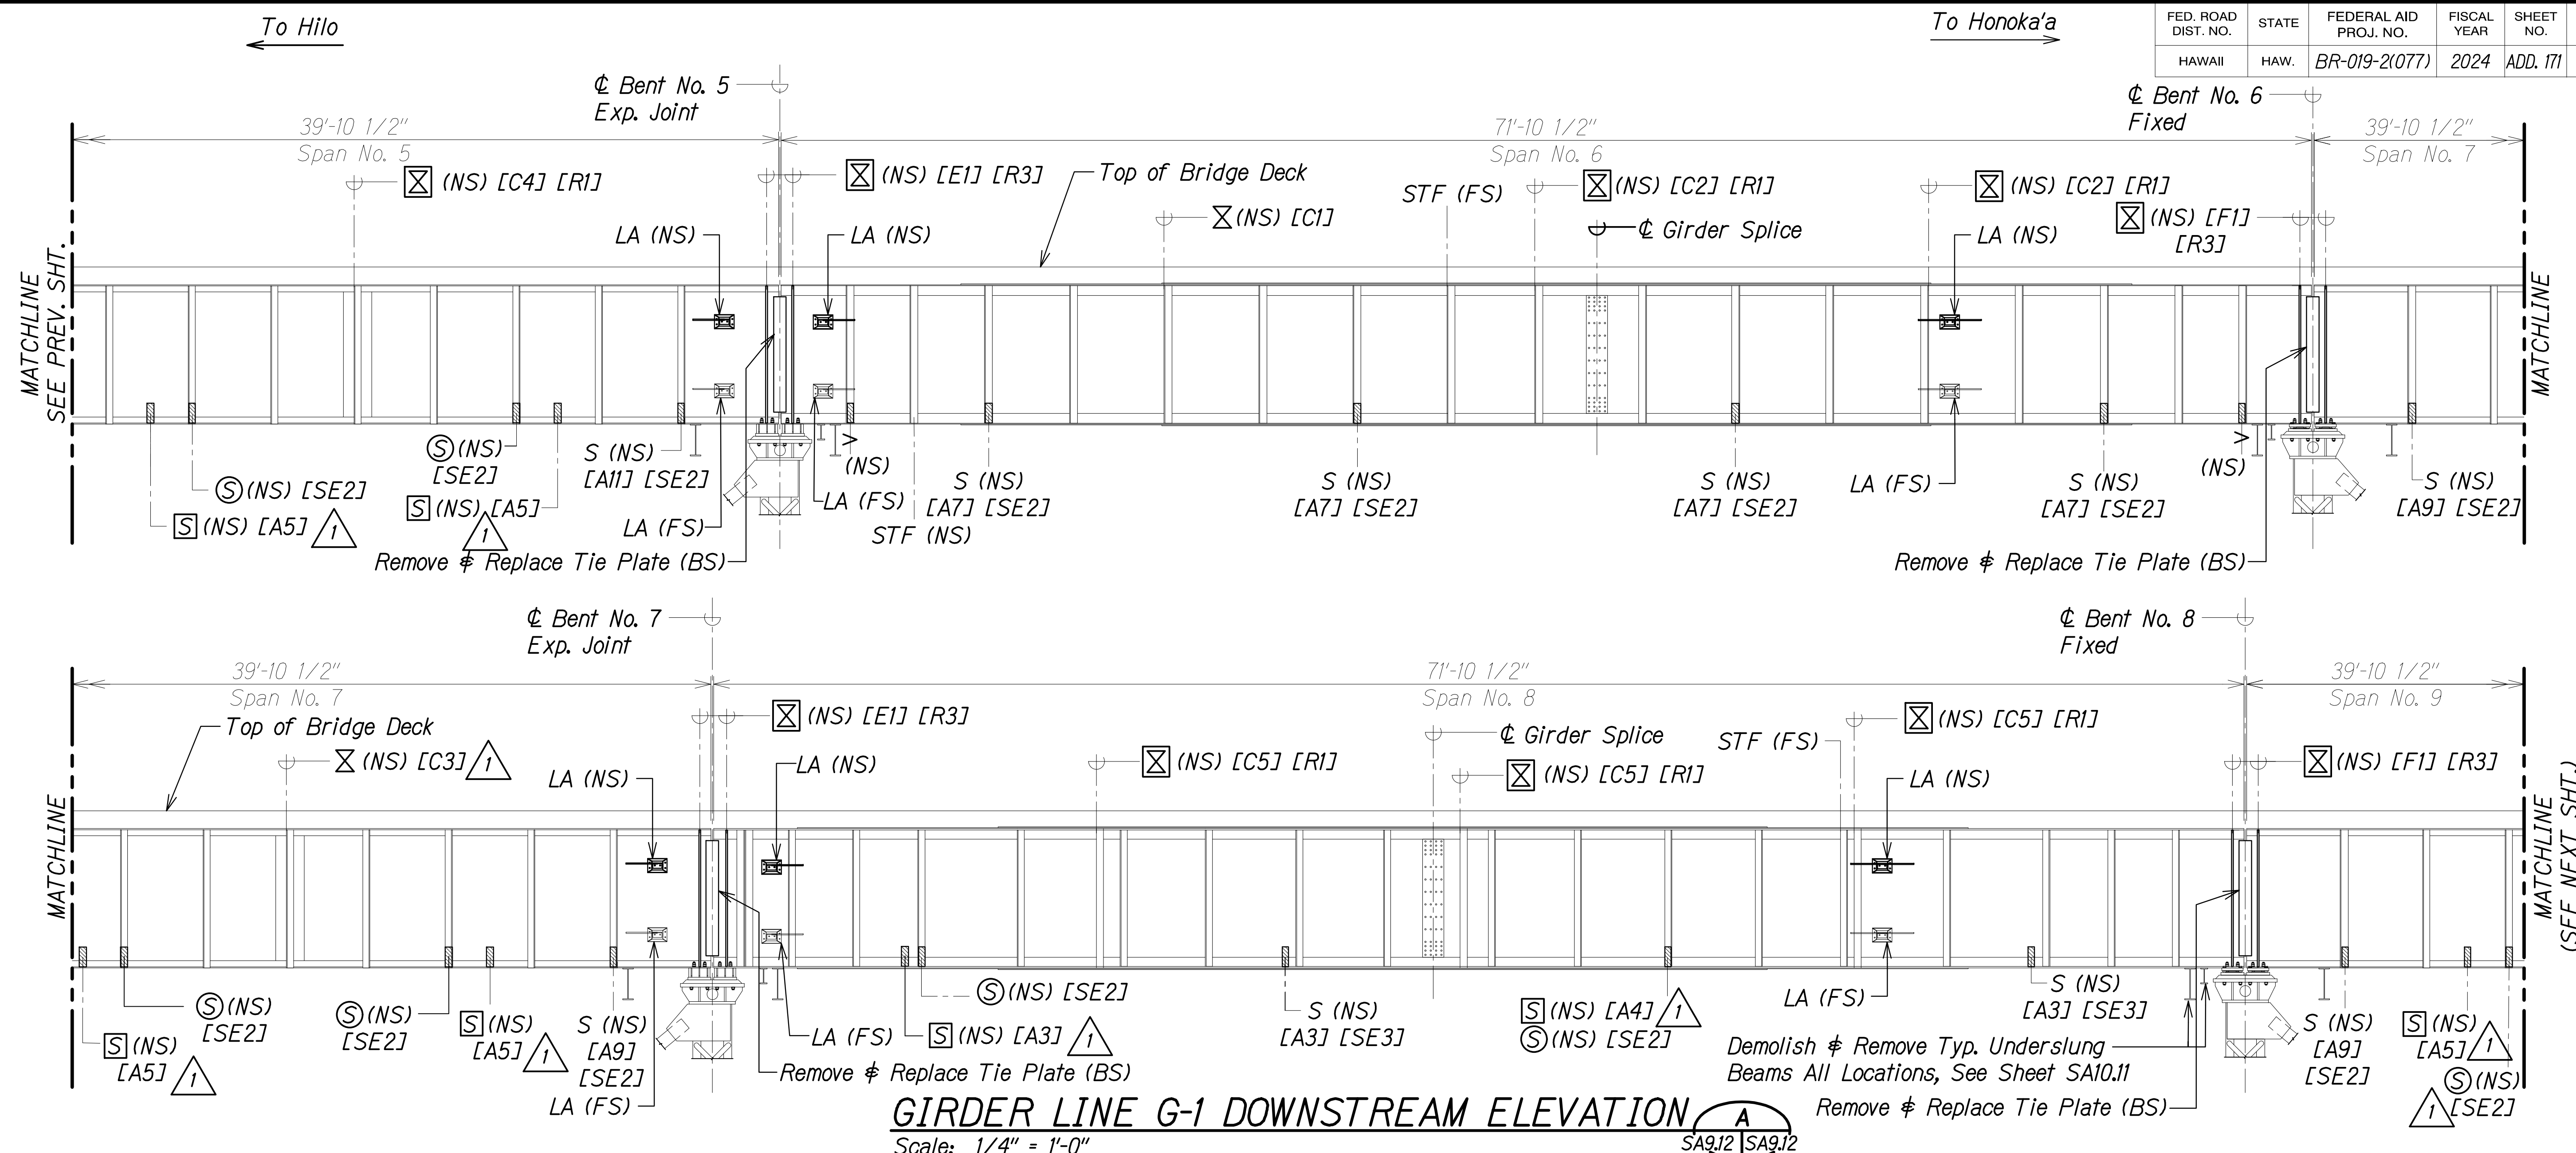 To Hilo
To Honoka'a
FED. ROAD DIST. NO.
STATE
FEDERAL AID PROJ. NO.
FISCAL YEAR
SHEET NO.
HAWAII
HAW.
BR-019-2(077)
2024
ADD. 171
℄ Bent No. 5
Exp. Joint
℄ Bent No. 6
Fixed
39'-10 1/2"
Span No. 5
71'-10 1/2"
Span No. 6
39'-10 1/2"
Span No. 7
(NS) [C4] [R1]
(NS) [E1] [R3]
Top of Bridge Deck
(NS) [C1]
STF (FS)
(NS) [C2] [R1]
℄ Girder Splice
(NS) [C2] [R1]
(NS) [F1]
[R3]
LA (NS)
LA (NS)
LA (NS)
MATCHLINE
SEE PREV. SHT.
MATCHLINE
S (NS) [A5] 1
S (NS) [SE2]
S (NS)
[SE2]
S (NS) [A5]
1
S (NS)
[A11] [SE2]
LA (FS)
LA (FS)
V
(NS)
STF (NS)
S (NS)
[A7] [SE2]
S (NS)
[A7] [SE2]
S (NS)
[A7] [SE2]
LA (FS)
S (NS)
[A7] [SE2]
V
(NS)
S (NS)
[A9] [SE2]
Remove & Replace Tie Plate (BS)
Remove & Replace Tie Plate (BS)
℄ Bent No. 7
Exp. Joint
℄ Bent No. 8
Fixed
39'-10 1/2"
Span No. 7
71'-10 1/2"
Span No. 8
39'-10 1/2"
Span No. 9
Top of Bridge Deck
(NS) [C3] 1
(NS) [E1] [R3]
LA (NS)
LA (NS)
(NS) [C5] [R1]
℄ Girder Splice
(NS) [C5] [R1]
STF (FS)
(NS) [C5] [R1]
LA (NS)
(NS) [F1] [R3]
MATCHLINE
MATCHLINE
(SEE NEXT SHT.)
S (NS)
[A5] 1
S (NS)
[SE2]
S (NS)
[SE2]
S (NS)
[A5] 1
S (NS)
[A9]
[SE2]
LA (FS)
LA (FS)
S (NS) [SE2]
S (NS) [A3] 1
S (NS)
[A3] [SE3]
S (NS) [A4] 1
S (NS) [SE2]
LA (FS)
S (NS)
[A3] [SE3]
S (NS)
[A9]
[SE2]
S (NS)
[A5] 1
S (NS)
1 [SE2]
Remove & Replace Tie Plate (BS)
Demolish & Remove Typ. Underslung
Beams All Locations, See Sheet SA10.11
Remove & Replace Tie Plate (BS)
GIRDER LINE G-1 DOWNSTREAM ELEVATION
A
SA9.12 SA9.12
Scale: 1/4" = 1'-0"